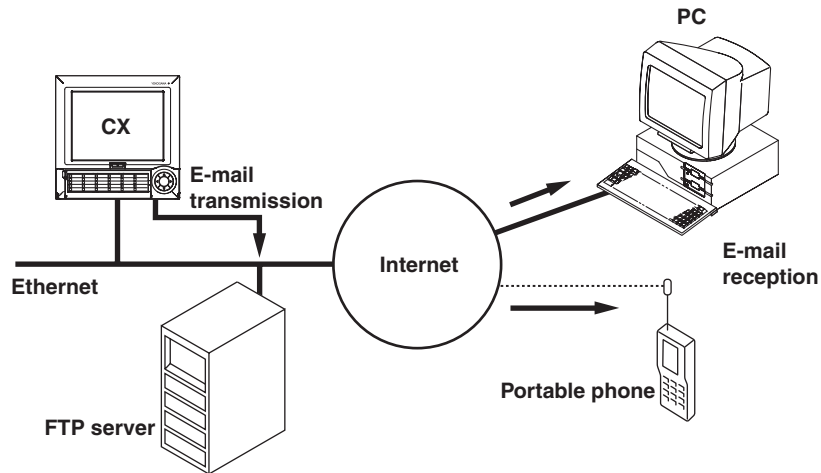 PC
CX
E-mail
transmission
Internet
Ethernet
E-mail
reception
Portable phone
FTP server